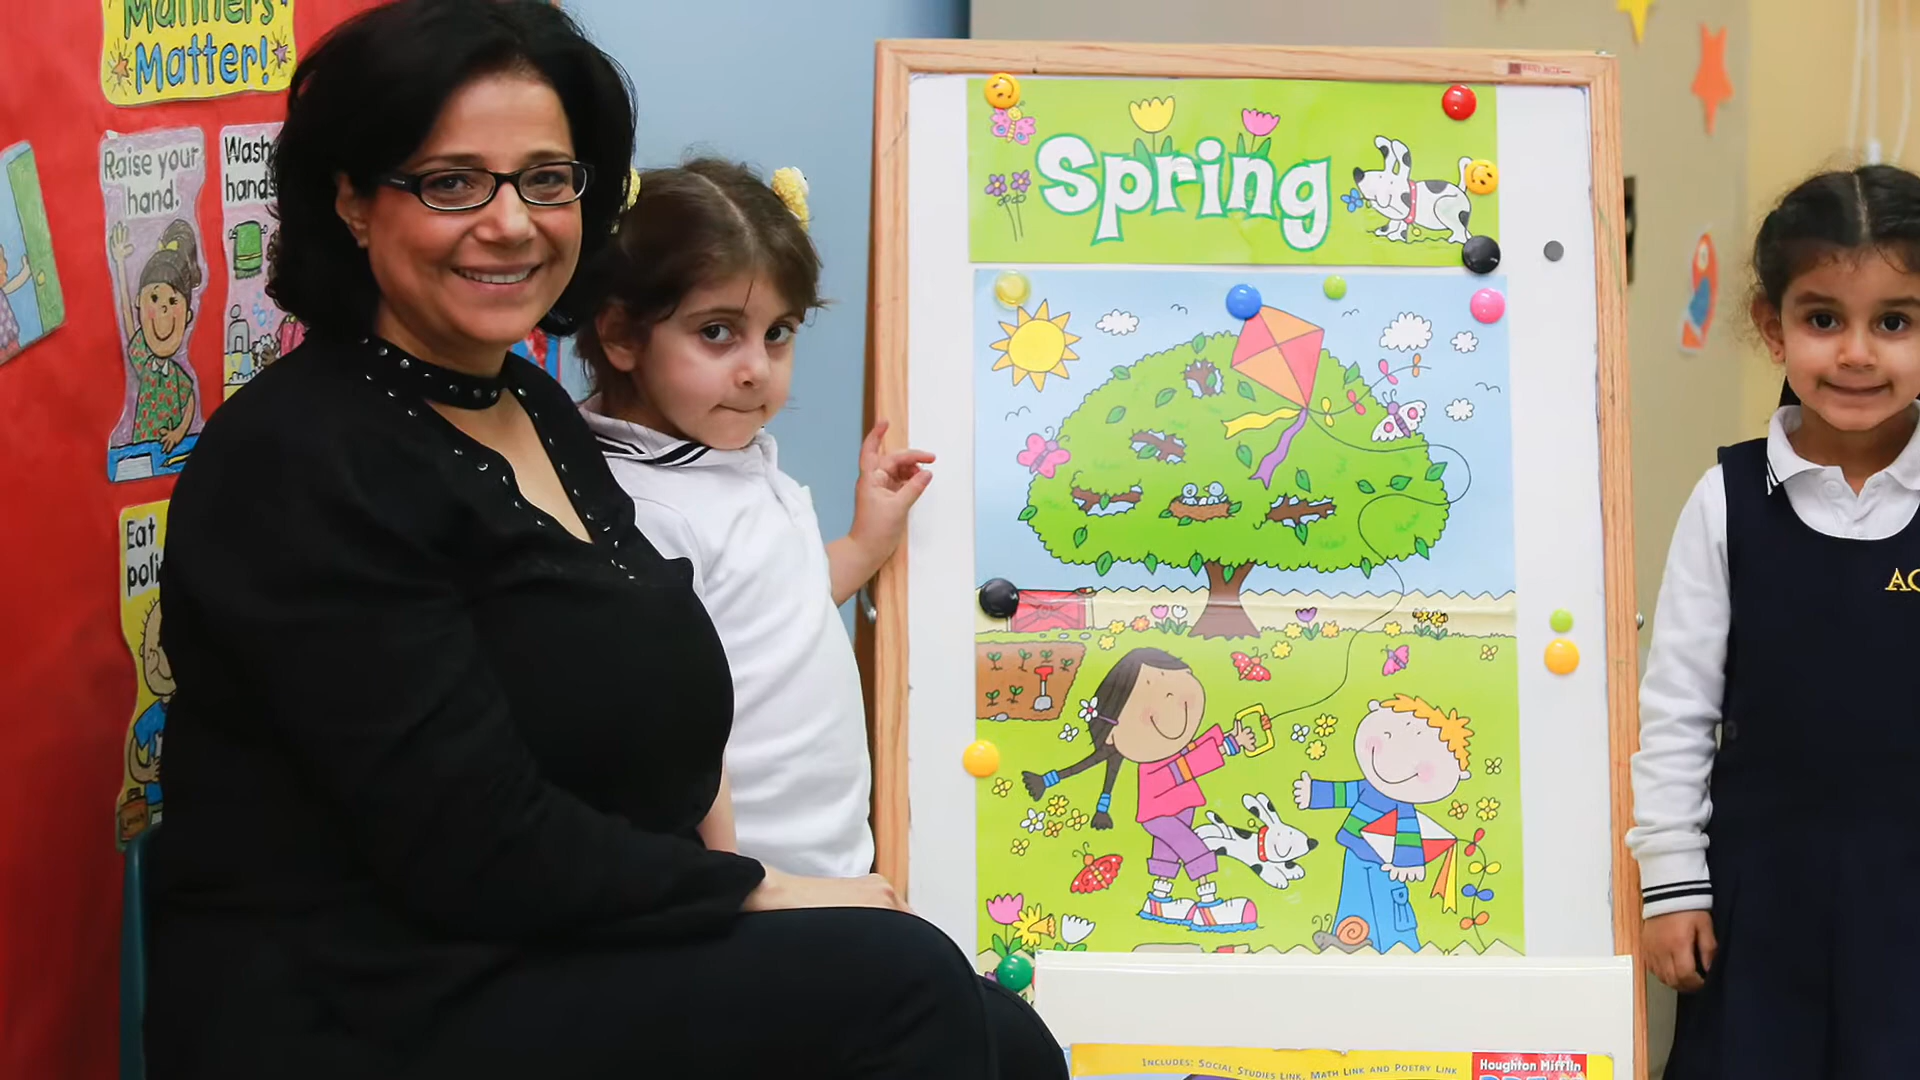 Manners
Matter!
Raise your
hand.
Wash
hands
Eat
poli
Spring
INCLUDES: SOCIAL STUDIES LINK, MATH LINK AND POETRY LINK
Houghton Mifflin